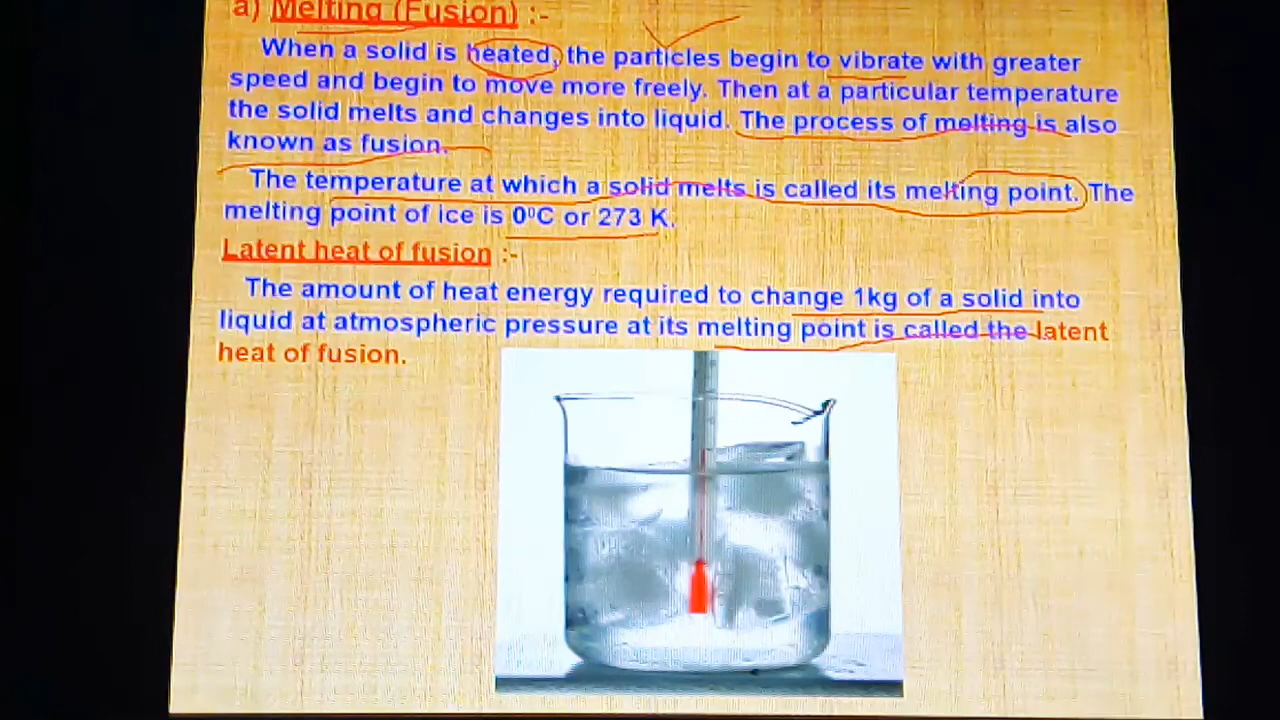 a) Melting (Fusion) :-
When a solid is heated, the particles begin to vibrate with greater
speed and begin to move more freely. Then at a particular temperature
the solid melts and changes into liquid. The process of melting is also
known as fusion.
The temperature at which a solid melts is called its melting point. The
melting point of ice is 0⁰C or 273 K.
Latent heat of fusion :-
The amount of heat energy required to change 1kg of a solid into
liquid at atmospheric pressure at its melting point is called the latent
heat of fusion.